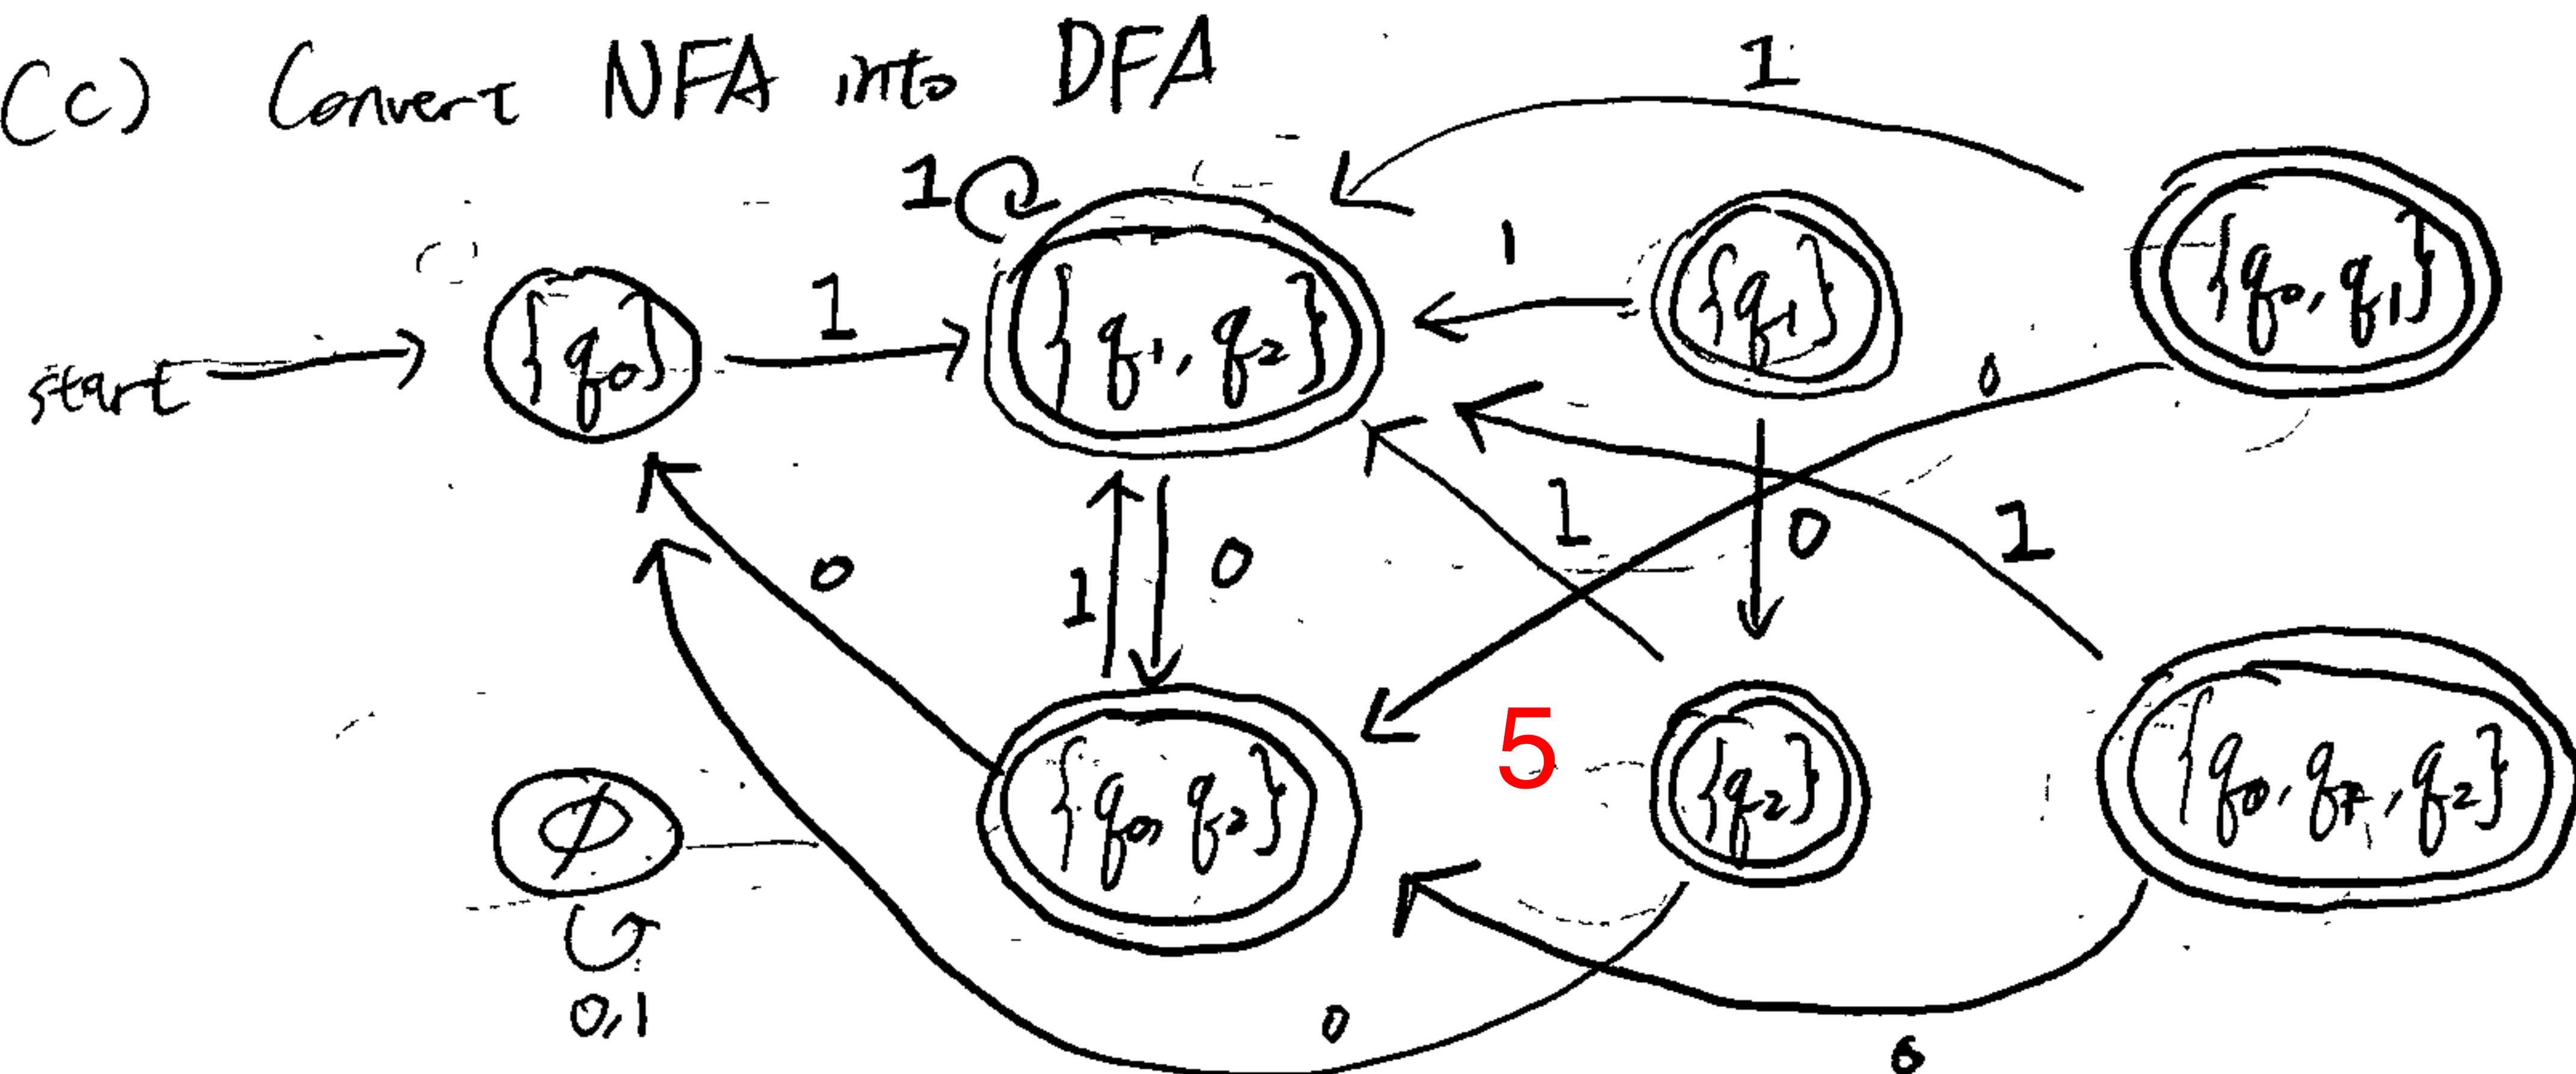 (c) Convert NFA into DFA
1
1
{q0, q1}
1
{q1}
start
{q0}
1
{q1, q2}
0
1
0
1
0
1
0
1
5
∅
{q0, q2}
{q2}
{q0, q1, q2}
0,1
0
0